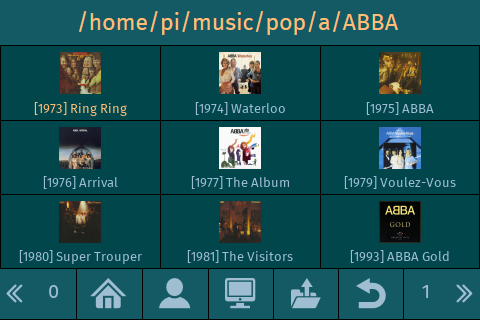 /home/pi/music/pop/a/ABBA
[1973] Ring Ring
[1974] Waterloo
[1975] ABBA
[1976] Arrival
[1977] The Album
[1979] Voulez-Vous
ABBA
GOLD
[1980] Super Trouper
[1981] The Visitors
[1993] ABBA Gold
0
1